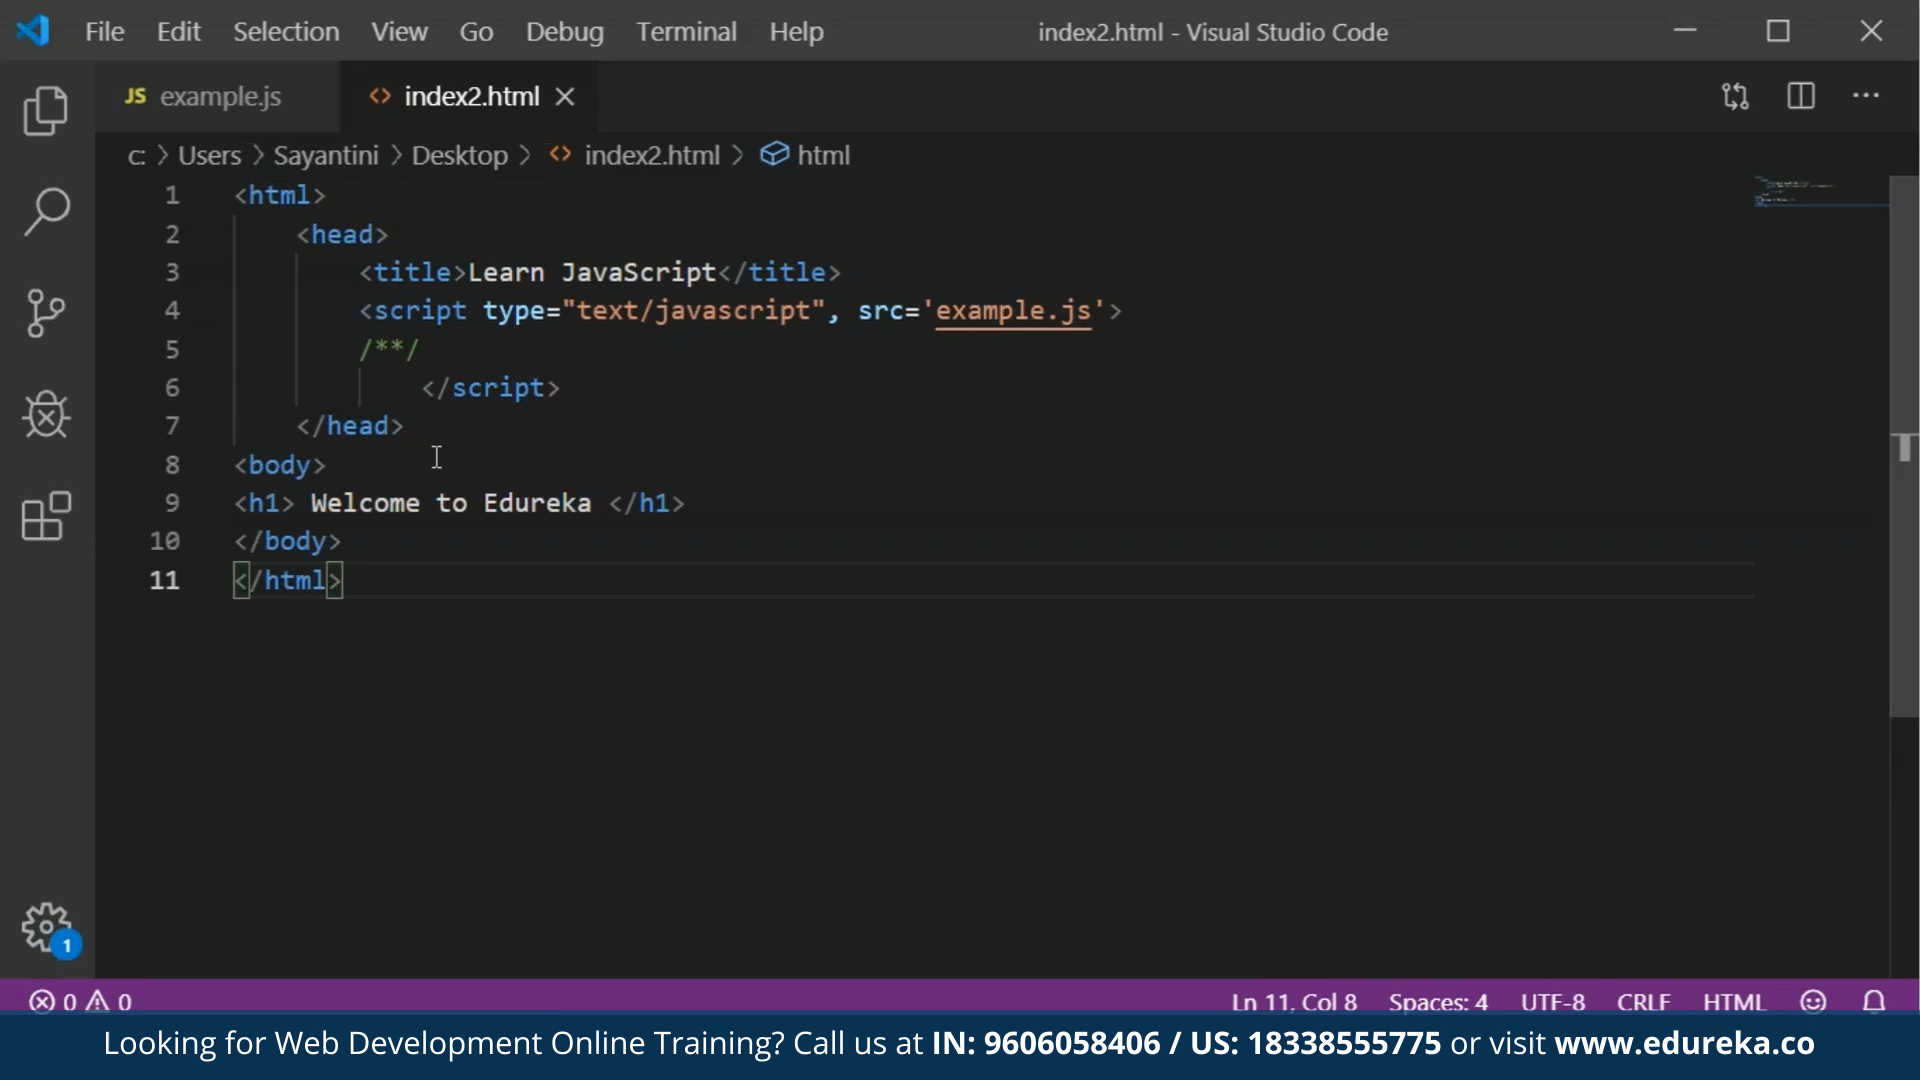 File Edit Selection View Go Debug Terminal Help index2.html - Visual Studio Code
JS example.js <> index2.html
c: > Users > Sayantini > Desktop > <> index2.html > html
1 <html>
2 <head>
3 <title>Learn JavaScript</title>
4 <script type="text/javascript", src='example.js'>
5 /**/
6 </script>
7 </head>
8 <body>
9 <h1> Welcome to Edureka </h1>
10 </body>
11 </html>
1
0 0 Ln 11, Col 8 Spaces: 4 UTF-8 CRLF HTML
Looking for Web Development Online Training? Call us at IN: 9606058406 / US: 18338555775 or visit www.edureka.co